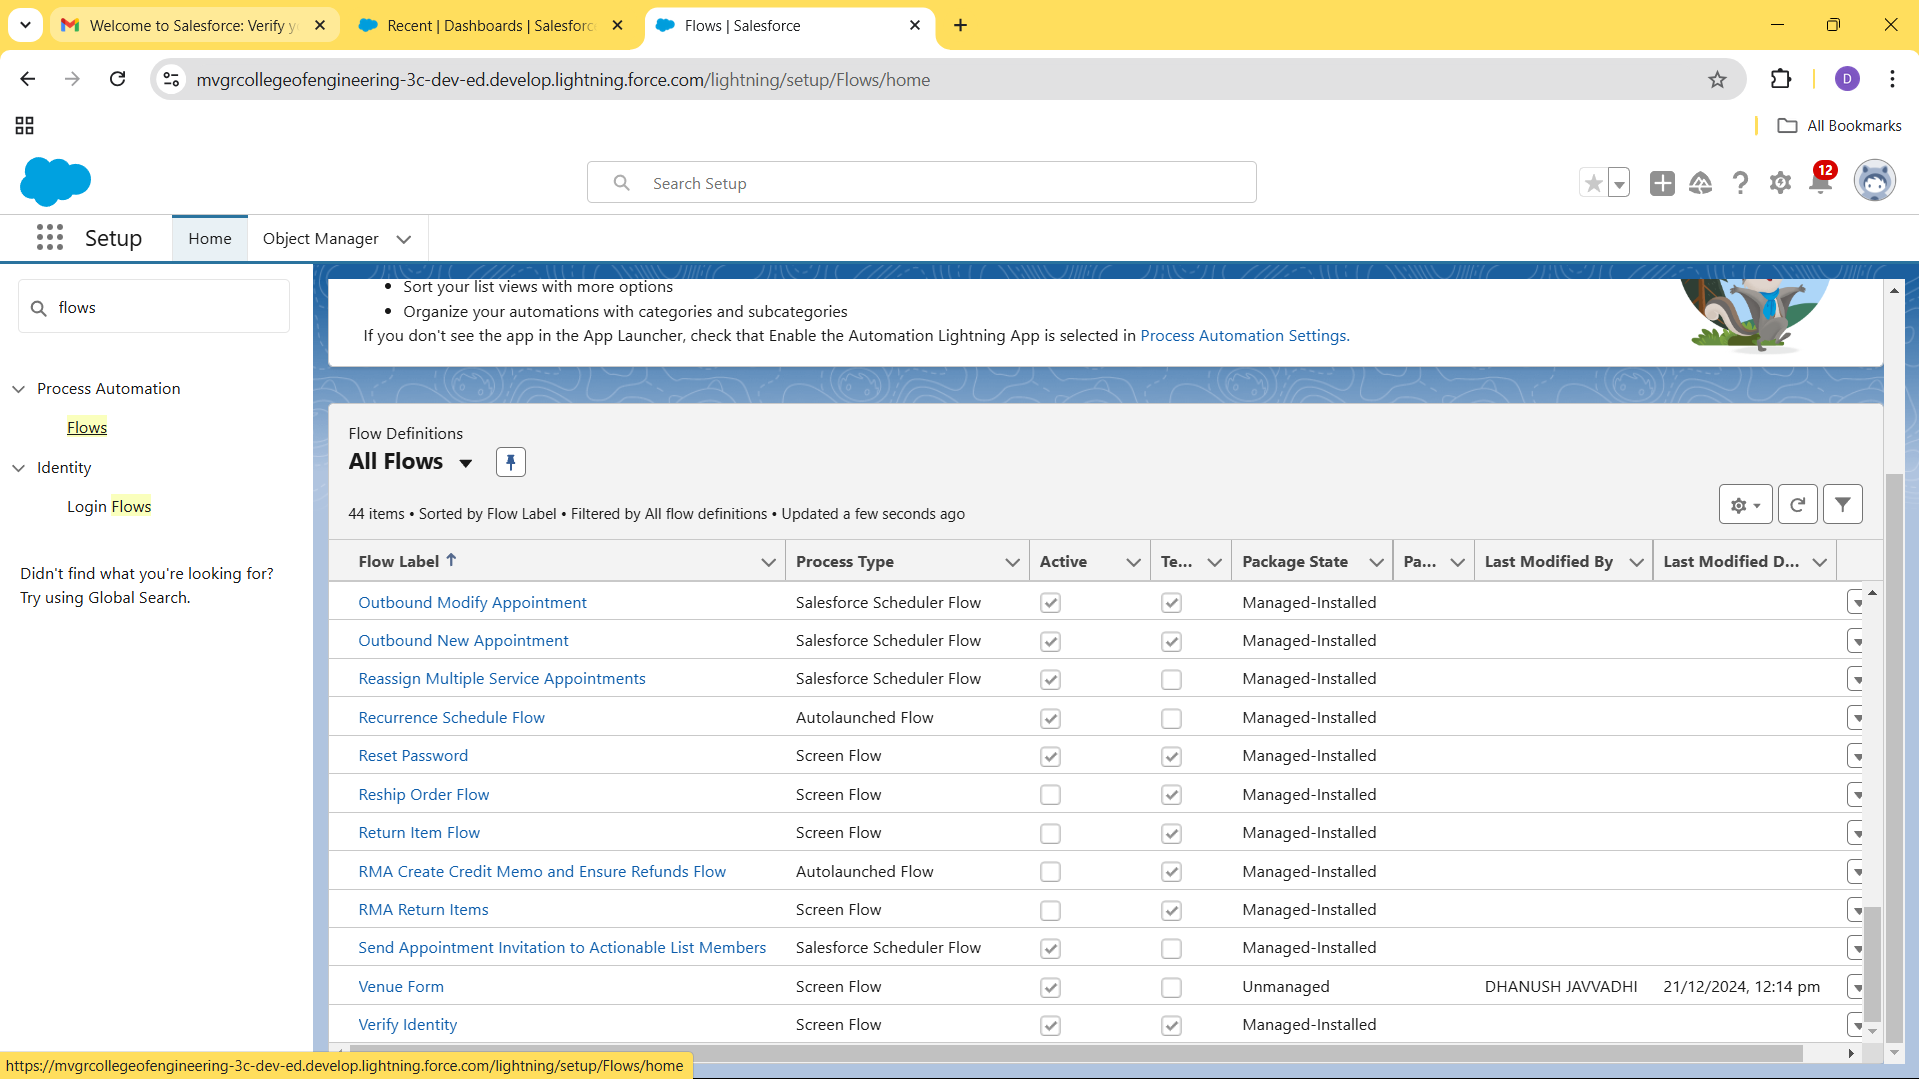 Welcome to Salesforce: Verify y
Recent | Dashboards | Salesforce
Flows | Salesforce
mvgrcollegeofengineering-3c-dev-ed.develop.lightning.force.com/lightning/setup/Flows/home
D
All Bookmarks
Search Setup
12
Setup
Home
Object Manager
flows
Process Automation
Flows
Identity
Login Flows
Didn't find what you're looking for?
Try using Global Search.
• Sort your list views with more options
• Organize your automations with categories and subcategories
If you don't see the app in the App Launcher, check that Enable the Automation Lightning App is selected in Process Automation Settings.
Flow Definitions
All Flows
44 items • Sorted by Flow Label • Filtered by All flow definitions • Updated a few seconds ago
Flow Label Process Type Active Te... Package State Pa... Last Modified By Last Modified D...
Outbound Modify Appointment Salesforce Scheduler Flow Managed-Installed
Outbound New Appointment Salesforce Scheduler Flow Managed-Installed
Reassign Multiple Service Appointments Salesforce Scheduler Flow Managed-Installed
Recurrence Schedule Flow Autolaunched Flow Managed-Installed
Reset Password Screen Flow Managed-Installed
Reship Order Flow Screen Flow Managed-Installed
Return Item Flow Screen Flow Managed-Installed
RMA Create Credit Memo and Ensure Refunds Flow Autolaunched Flow Managed-Installed
RMA Return Items Screen Flow Managed-Installed
Send Appointment Invitation to Actionable List Members Salesforce Scheduler Flow Managed-Installed
Venue Form Screen Flow Unmanaged DHANUSH JAVVADHI 21/12/2024, 12:14 pm
Verify Identity Screen Flow Managed-Installed
https://mvgrcollegeofengineering-3c-dev-ed.develop.lightning.force.com/lightning/setup/Flows/home